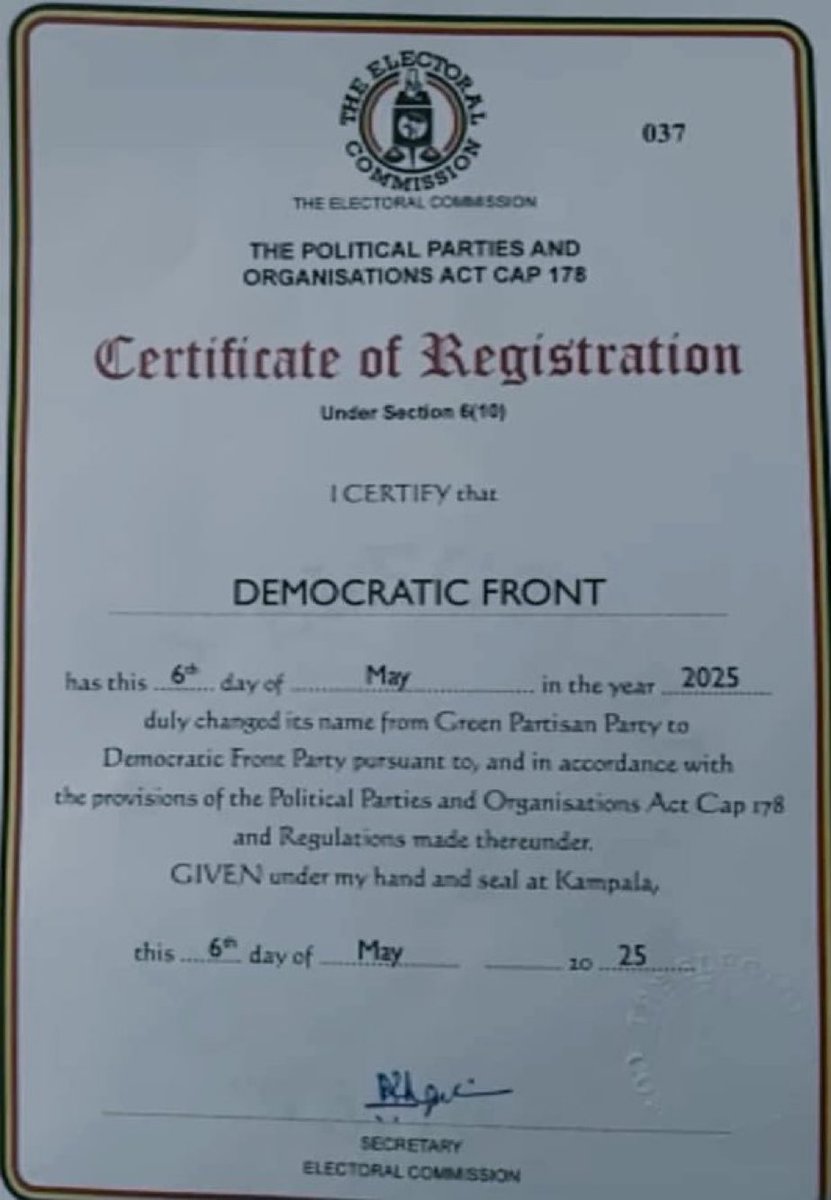 THE ELECTORAL COMMISSION
037
THE ELECTORAL COMMISSION
THE POLITICAL PARTIES AND
ORGANISATIONS ACT CAP 178
Certificate of Registration
Under Section 6(10)
I CERTIFY that
DEMOCRATIC FRONT
has this 6th day of May in the year 2025
duly changed its name from Green Partisan Party to
Democratic Front Party pursuant to, and in accordance with
the provisions of the Political Parties and Organisations Act Cap 178
and Regulations made thereunder.
GIVEN under my hand and seal at Kampala,
this 6th day of May 20 25
SECRETARY
ELECTORAL COMMISSION